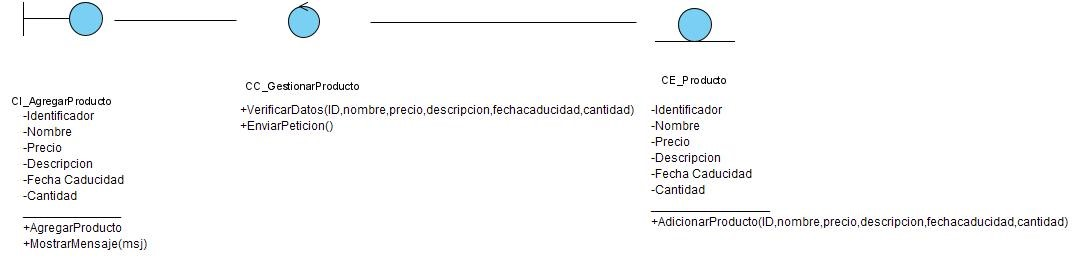 CI_AgregarProducto
-Identificador
-Nombre
-Precio
-Descripcion
-Fecha Caducidad
-Cantidad
+AgregarProducto
+MostrarMensaje(msj)
CC_GestionarProducto
+VerificarDatos(ID,nombre,precio,descripcion,fechacaducidad,cantidad)
+EnviarPeticion()
CE_Producto
-Identificador
-Nombre
-Precio
-Descripcion
-Fecha Caducidad
-Cantidad
+AdicionarProducto(ID,nombre,precio,descripcion,fechacaducidad,cantidad)